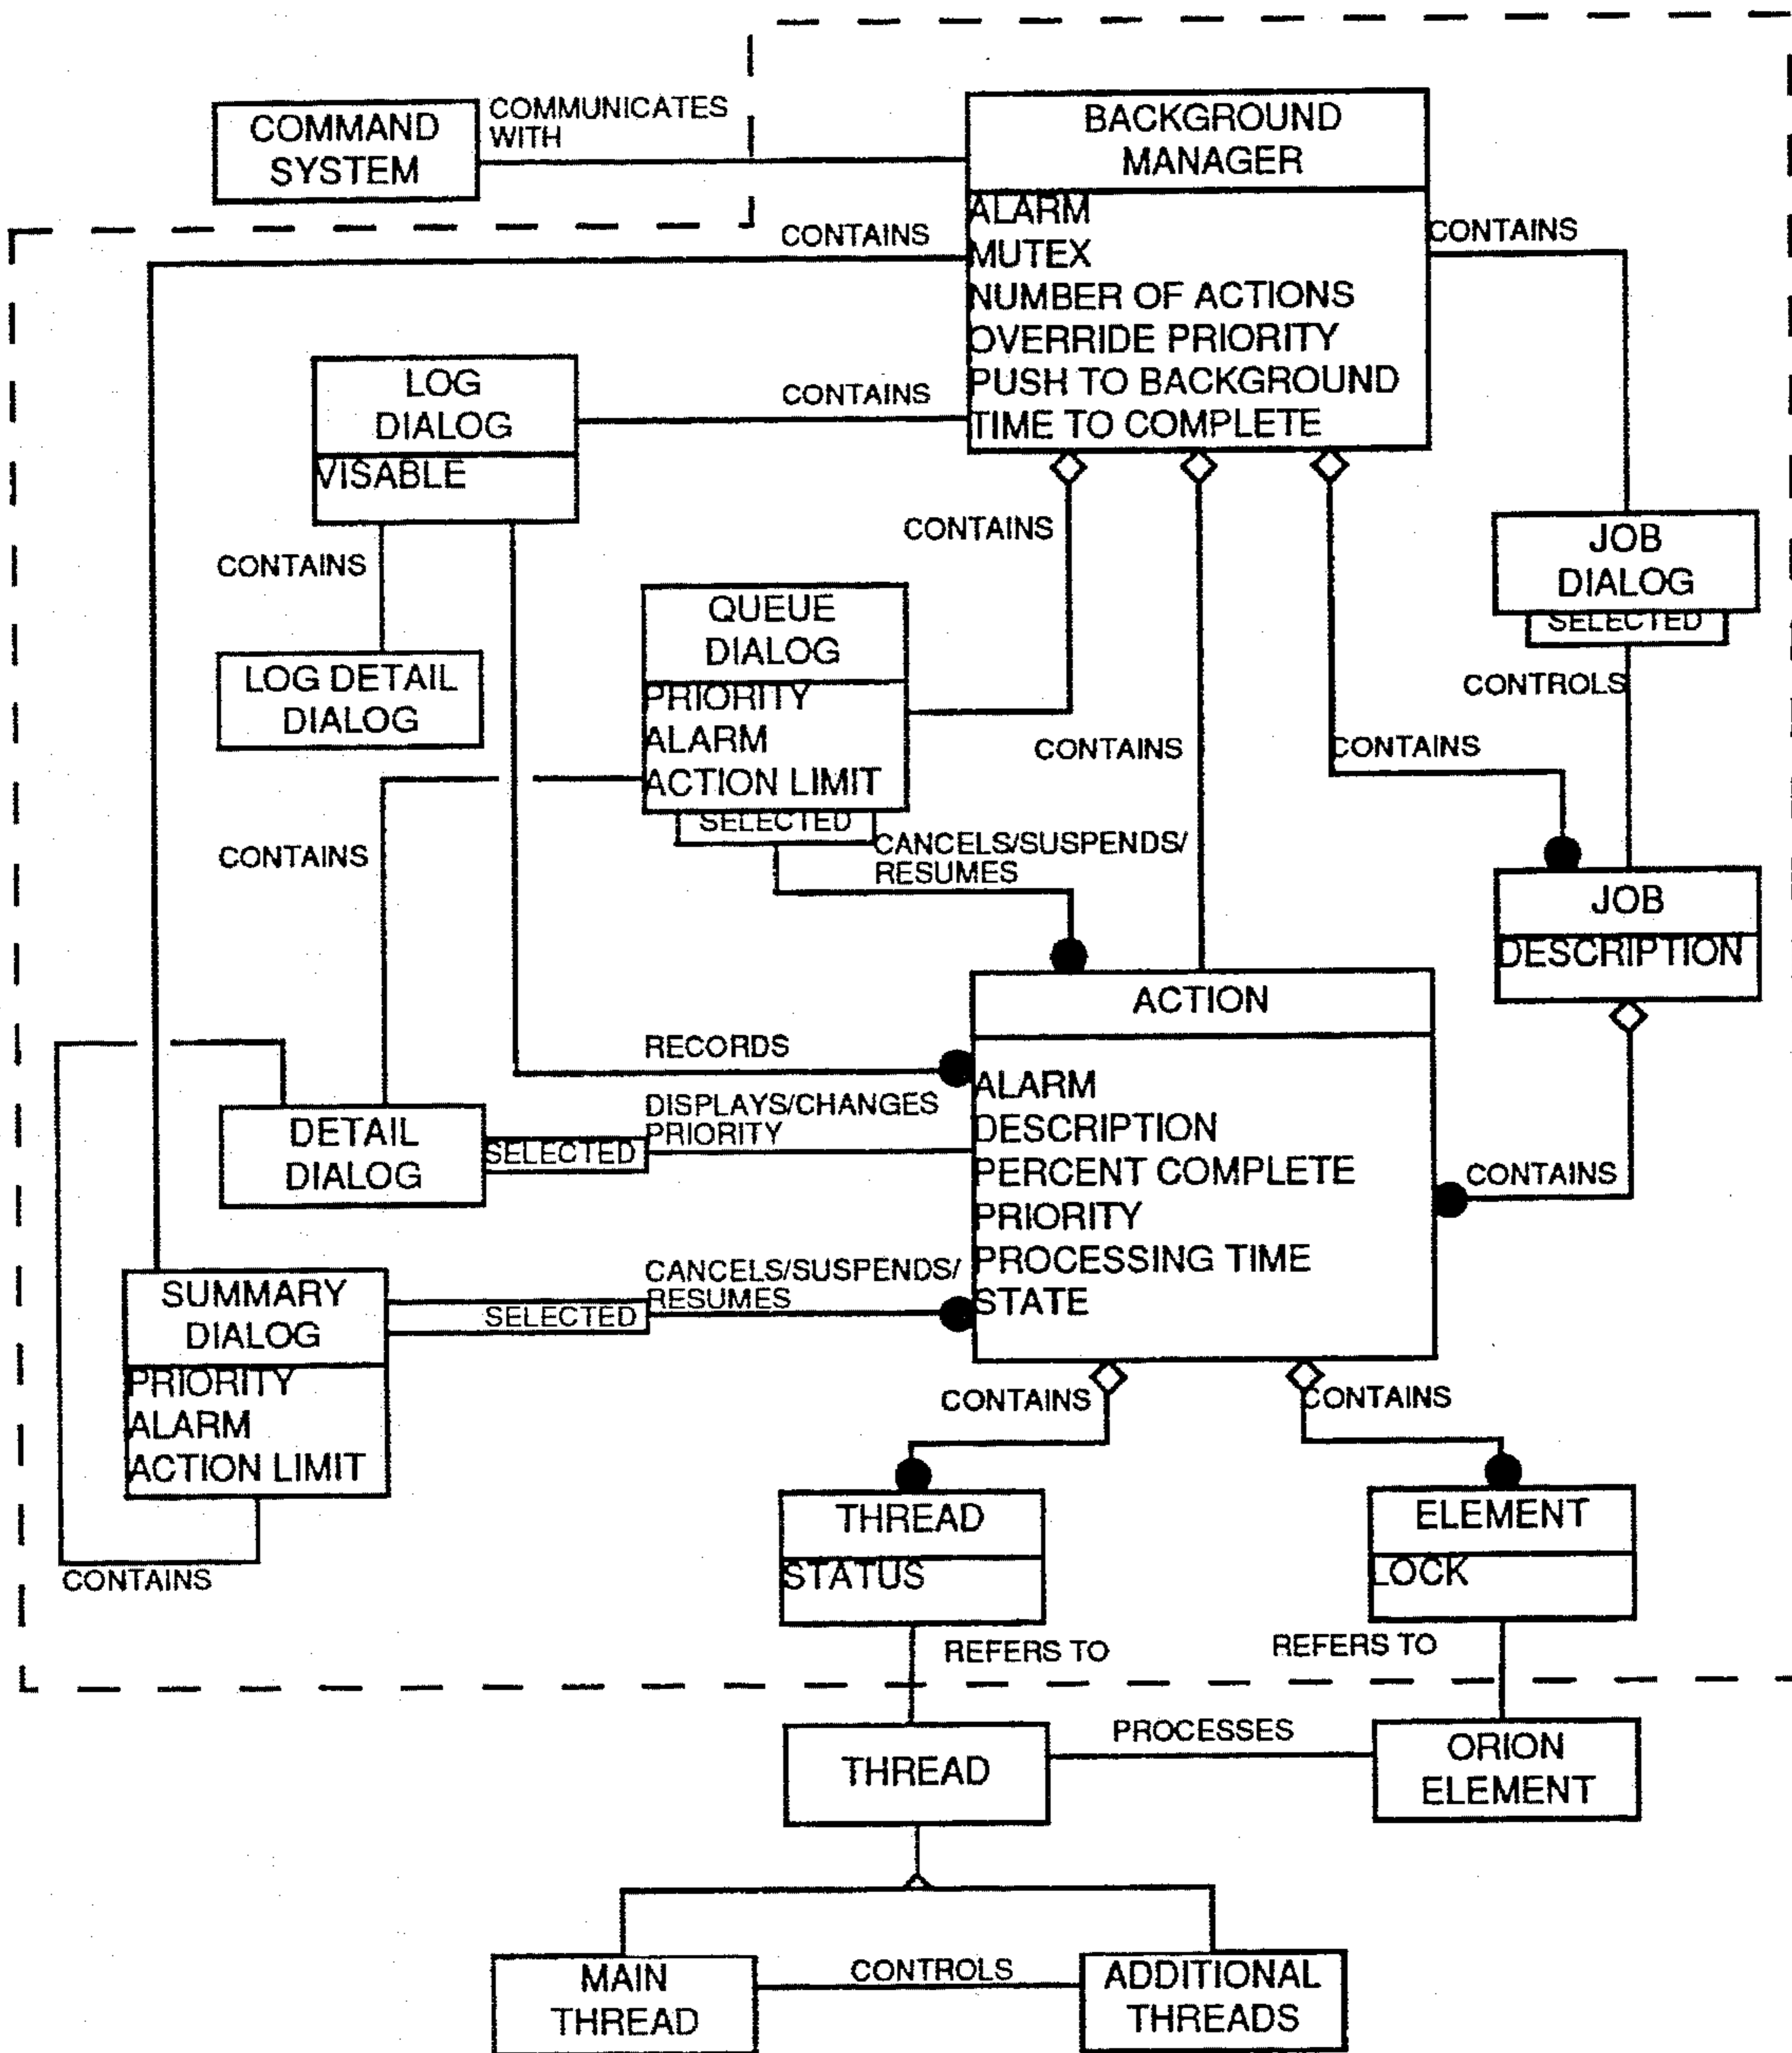 COMMAND
SYSTEM
COMMUNICATES
WITH
BACKGROUND
MANAGER
ALARM
MUTEX
NUMBER OF ACTIONS
OVERRIDE PRIORITY
PUSH TO BACKGROUND
TIME TO COMPLETE
CONTAINS
CONTAINS
LOG
DIALOG
VISABLE
CONTAINS
CONTAINS
CONTAINS
JOB
DIALOG
SELECTED
QUEUE
DIALOG
PRIORITY
ALARM
ACTION LIMIT
SELECTED
LOG DETAIL
DIALOG
CONTROLS
CONTAINS
CONTAINS
CONTAINS
CANCELS/SUSPENDS/
RESUMES
JOB
DESCRIPTION
ACTION
ALARM
DESCRIPTION
PERCENT COMPLETE
PRIORITY
PROCESSING TIME
STATE
RECORDS
DISPLAYS/CHANGES
PRIORITY
DETAIL
DIALOG
SELECTED
CONTAINS
SUMMARY
DIALOG
PRIORITY
ALARM
ACTION LIMIT
CANCELS/SUSPENDS/
RESUMES
SELECTED
CONTAINS
CONTAINS
CONTAINS
THREAD
STATUS
ELEMENT
LOCK
REFERS TO
REFERS TO
THREAD
PROCESSES
ORION
ELEMENT
MAIN
THREAD
CONTROLS
ADDITIONAL
THREADS